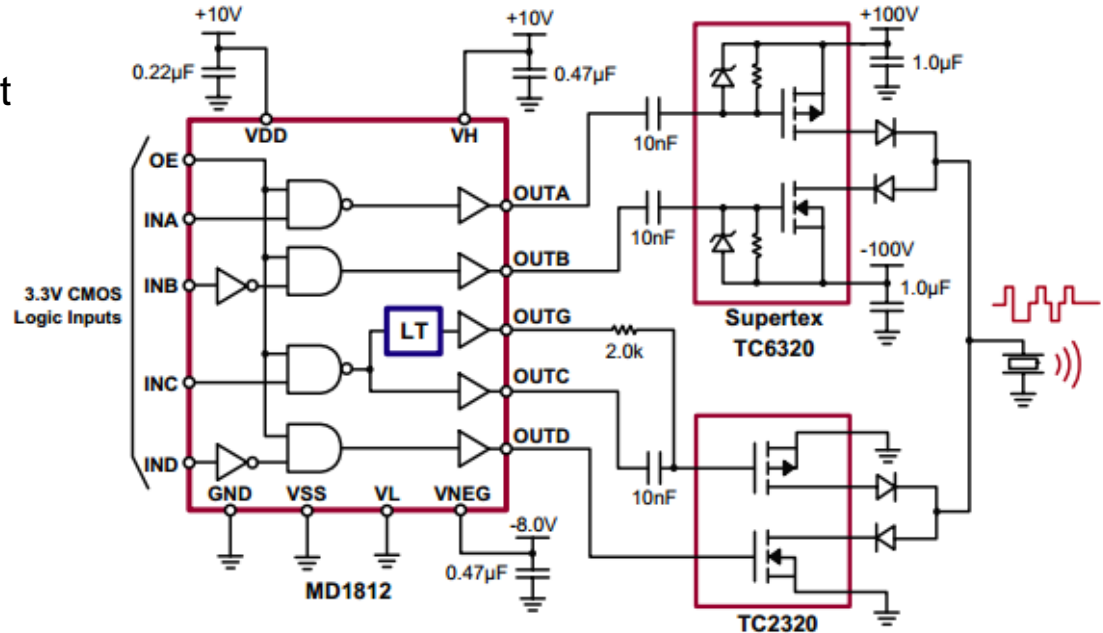 t
+10V
+10V
+100V
0.22µF
0.47µF
1.0µF
VDD
VH
10nF
OE
OUTA
INA
10nF
OUTB
-100V
INB
3.3V CMOS
Logic Inputs
1.0µF
LT
OUTG
2.0k
Supertex
TC6320
INC
OUTC
OUTD
IND
10nF
GND
VSS
VL
VNEG
-8.0V
0.47µF
MD1812
TC2320